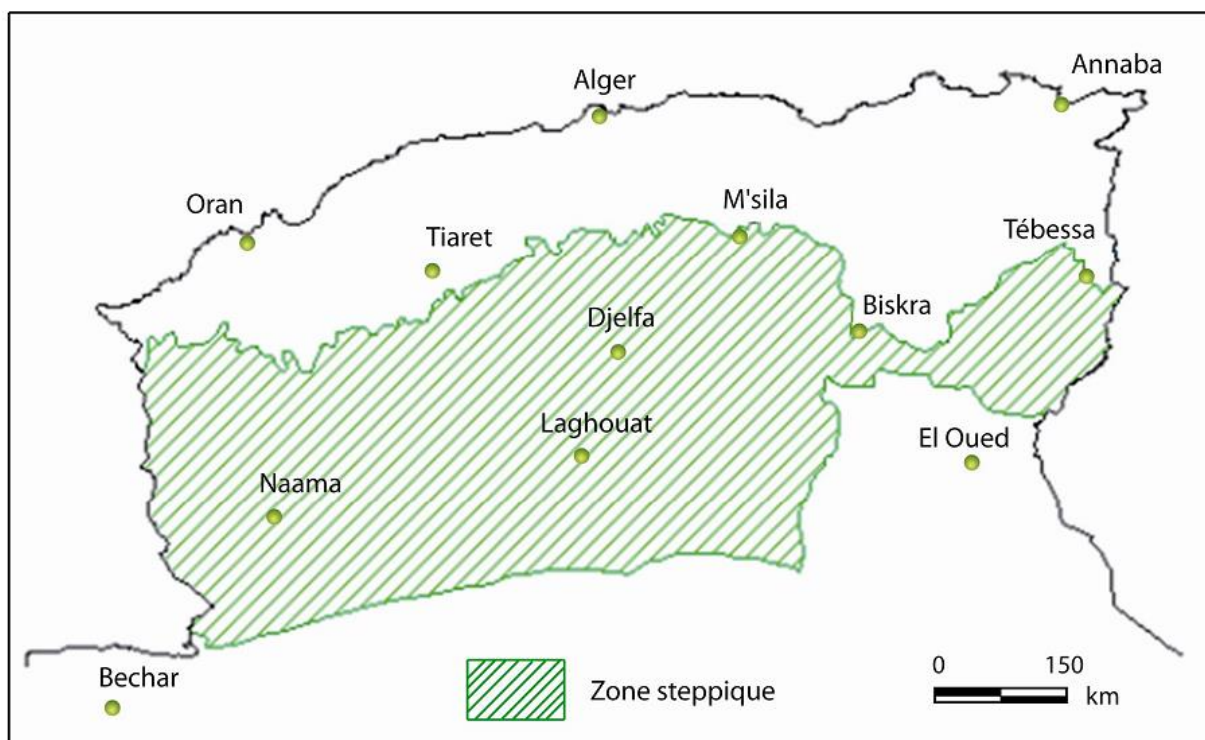 Annaba
Alger
M'sila
Oran
Tébessa
Tiaret
Biskra
Djelfa
Laghouat
El Oued
Naama
Bechar
Zone steppique
0 150
km